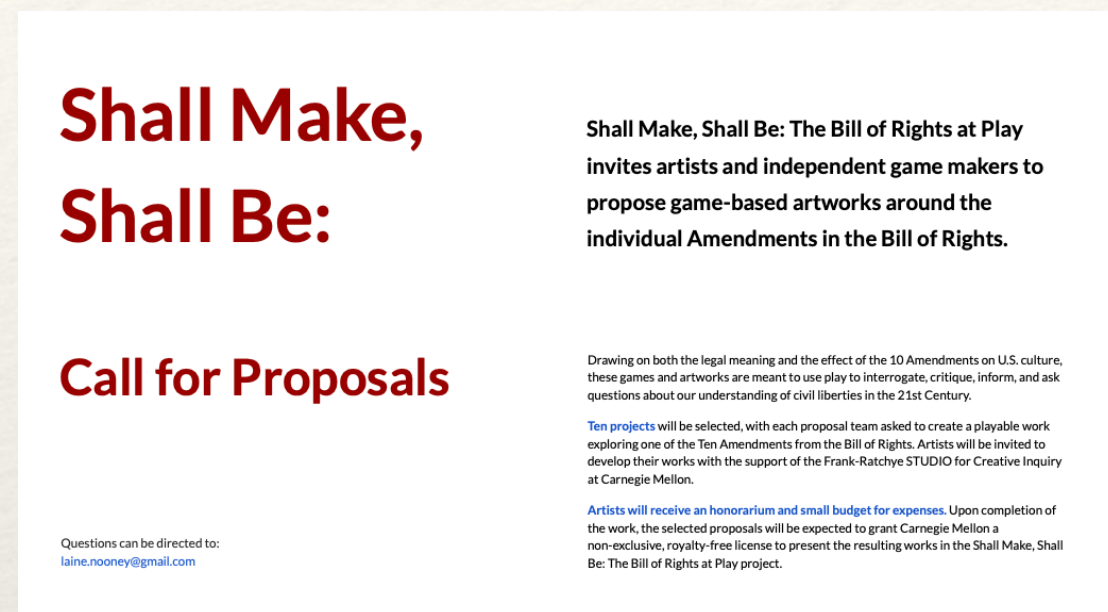 Shall Make,
Shall Be:
Call for Proposals
Questions can be directed to:
laine.nooney@gmail.com
Shall Make, Shall Be: The Bill of Rights at Play
invites artists and independent game makers to
propose game-based artworks around the
individual Amendments in the Bill of Rights.
Drawing on both the legal meaning and the effect of the 10 Amendments on U.S. culture,
these games and artworks are meant to use play to interrogate, critique, inform, and ask
questions about our understanding of civil liberties in the 21st Century.
Ten projects will be selected, with each proposal team asked to create a playable work
exploring one of the Ten Amendments from the Bill of Rights. Artists will be invited to
develop their works with the support of the Frank-Ratchye STUDIO for Creative Inquiry
at Carnegie Mellon.
Artists will receive an honorarium and small budget for expenses. Upon completion of
the work, the selected proposals will be expected to grant Carnegie Mellon a
non-exclusive, royalty-free license to present the resulting works in the Shall Make, Shall
Be: The Bill of Rights at Play project.